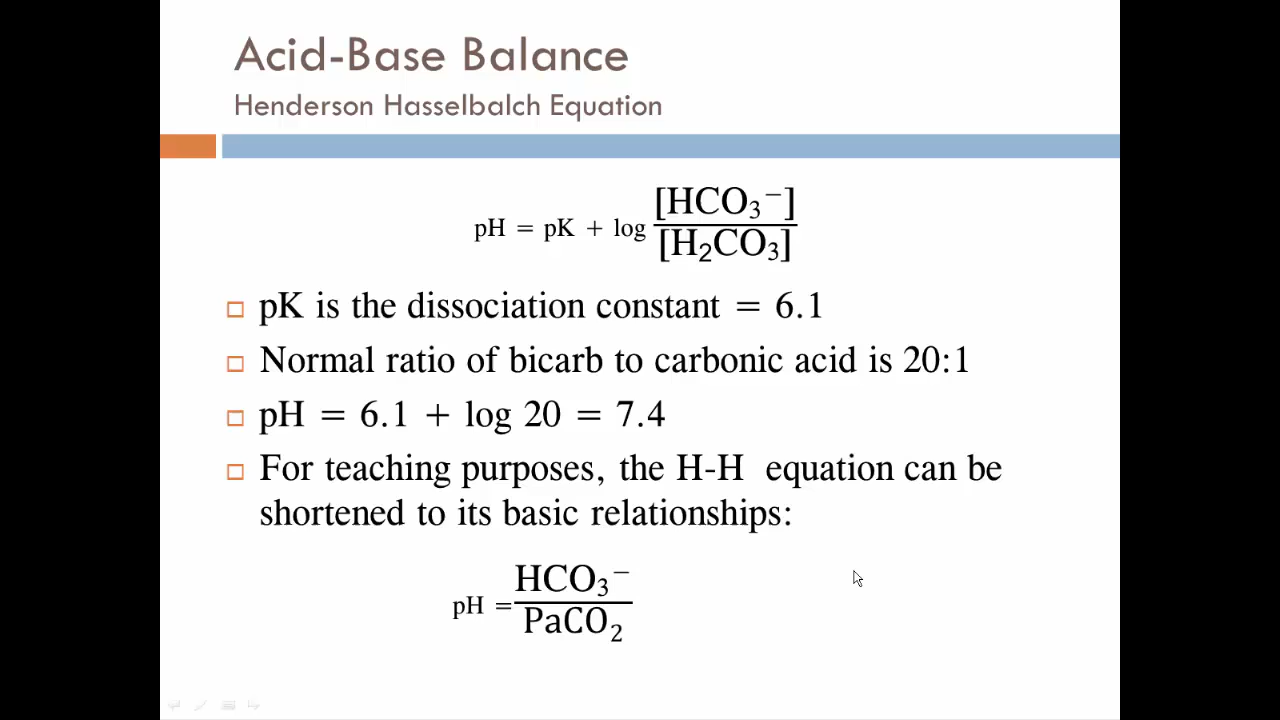 Acid-Base Balance
Henderson Hasselbalch Equation
pH = pK + log [HCO₃⁻]/[H₂CO₃]
pK is the dissociation constant = 6.1
Normal ratio of bicarb to carbonic acid is 20:1
pH = 6.1 + log 20 = 7.4
For teaching purposes, the H-H equation can be
shortened to its basic relationships:
pH = HCO₃⁻/PaCO₂